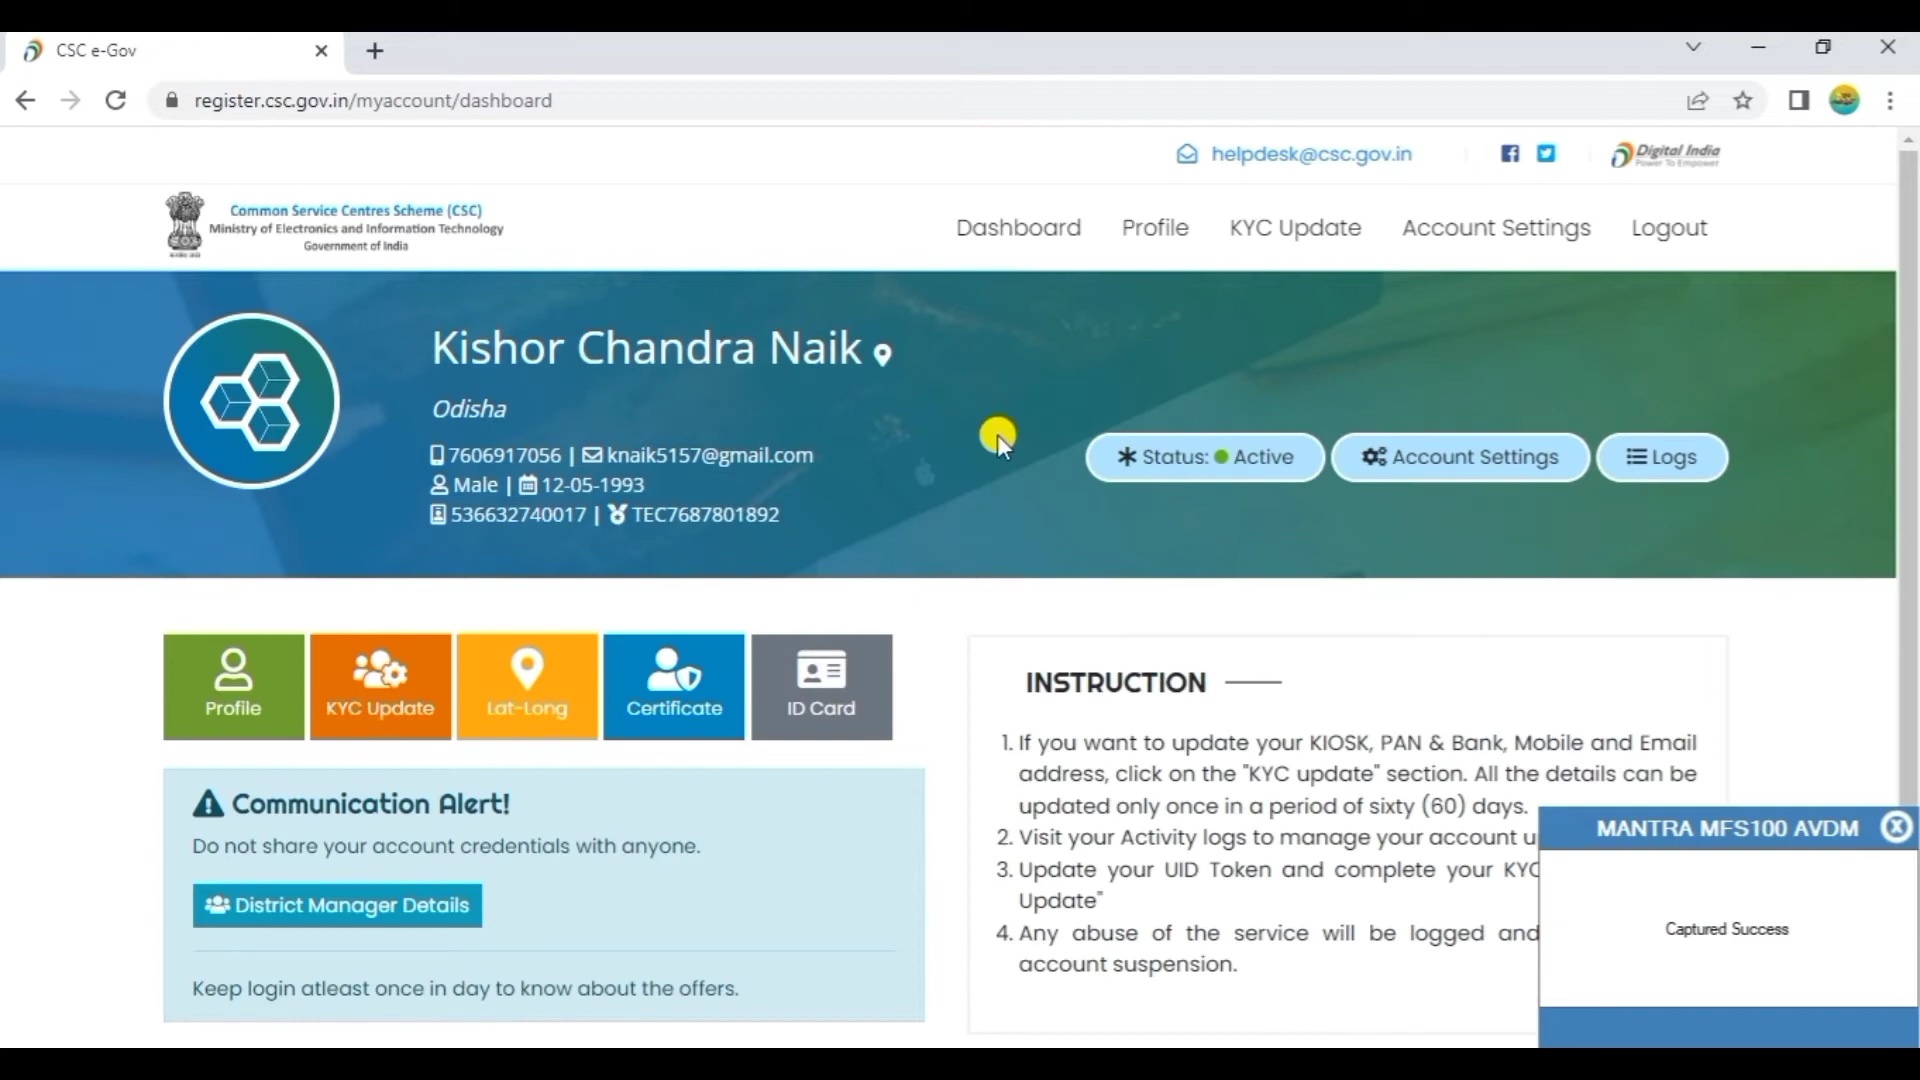 CSC e-Gov
register.csc.gov.in/myaccount/dashboard
helpdesk@csc.gov.in
Digital India
Power To Empower
Common Service Centres Scheme (CSC)
Ministry of Electronics and Information Technology
Government of India
Dashboard Profile KYC Update Account Settings Logout
Kishor Chandra Naik
Odisha
7606917056 | knaik5157@gmail.com
Male | 12-05-1993
536632740017 | TEC7687801892
Status: Active Account Settings Logs
Profile KYC Update Lat-Long Certificate ID Card
Communication Alert!
Do not share your account credentials with anyone.
District Manager Details
Keep login atleast once in day to know about the offers.
INSTRUCTION
1. If you want to update your KIOSK, PAN & Bank, Mobile and Email
address, click on the "KYC update" section. All the details can be
updated only once in a period of sixty (60) days.
2. Visit your Activity logs to manage your account
3. Update your UID Token and complete your KYC
Update"
4. Any abuse of the service will be logged and
account suspension.
MANTRA MFS100 AVDM
Captured Success